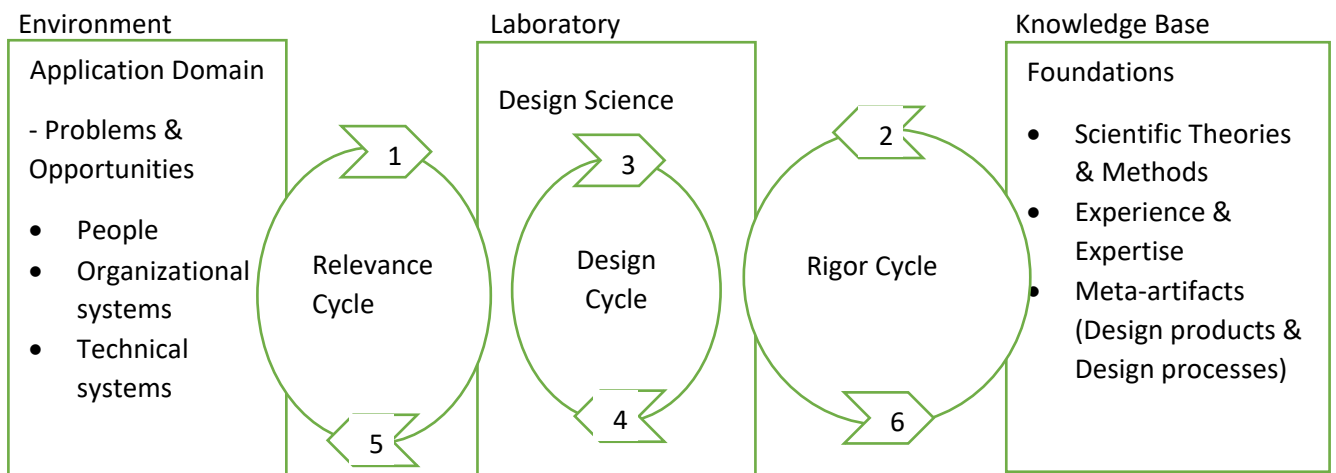 Environment
Application Domain
- Problems &
Opportunities
• People
• Organizational
systems
• Technical
systems
1
Relevance
Cycle
5
Laboratory
Design Science
3
Design
Cycle
4
2
Rigor Cycle
6
Knowledge Base
Foundations
• Scientific Theories
& Methods
• Experience &
Expertise
• Meta-artifacts
(Design products &
Design processes)